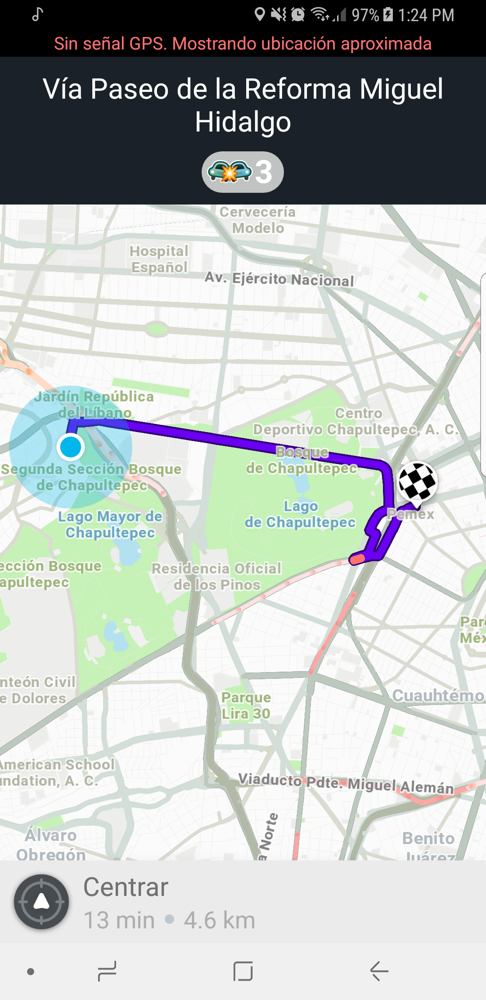 97% 1:24 PM
Sin señal GPS. Mostrando ubicación aproximada
Vía Paseo de la Reforma Miguel
Hidalgo
3
Cervecería
Modelo
Hospital
Español
Av. Ejército Nacional
Jardín República
del Líbano
Centro
Deportivo Chapultepec, A. C.
Bosque
de Chapultepec
Segunda Sección Bosque
de Chapultepec
Lago
de Chapultepec
Pemex
Lago Mayor de
Chapultepec
ección Bosque
apultepec
Residencia Oficial
de los Pinos
Par
Méx
nteón Civil
e Dolores
Parque
Lira 30
Cuauhtémo
American School
undation, A. C.
Viaducto Pdte. Miguel Alemán
a Norte
Álvaro
Obregón
Benito
Juárez
Centrar
13 min • 4.6 km